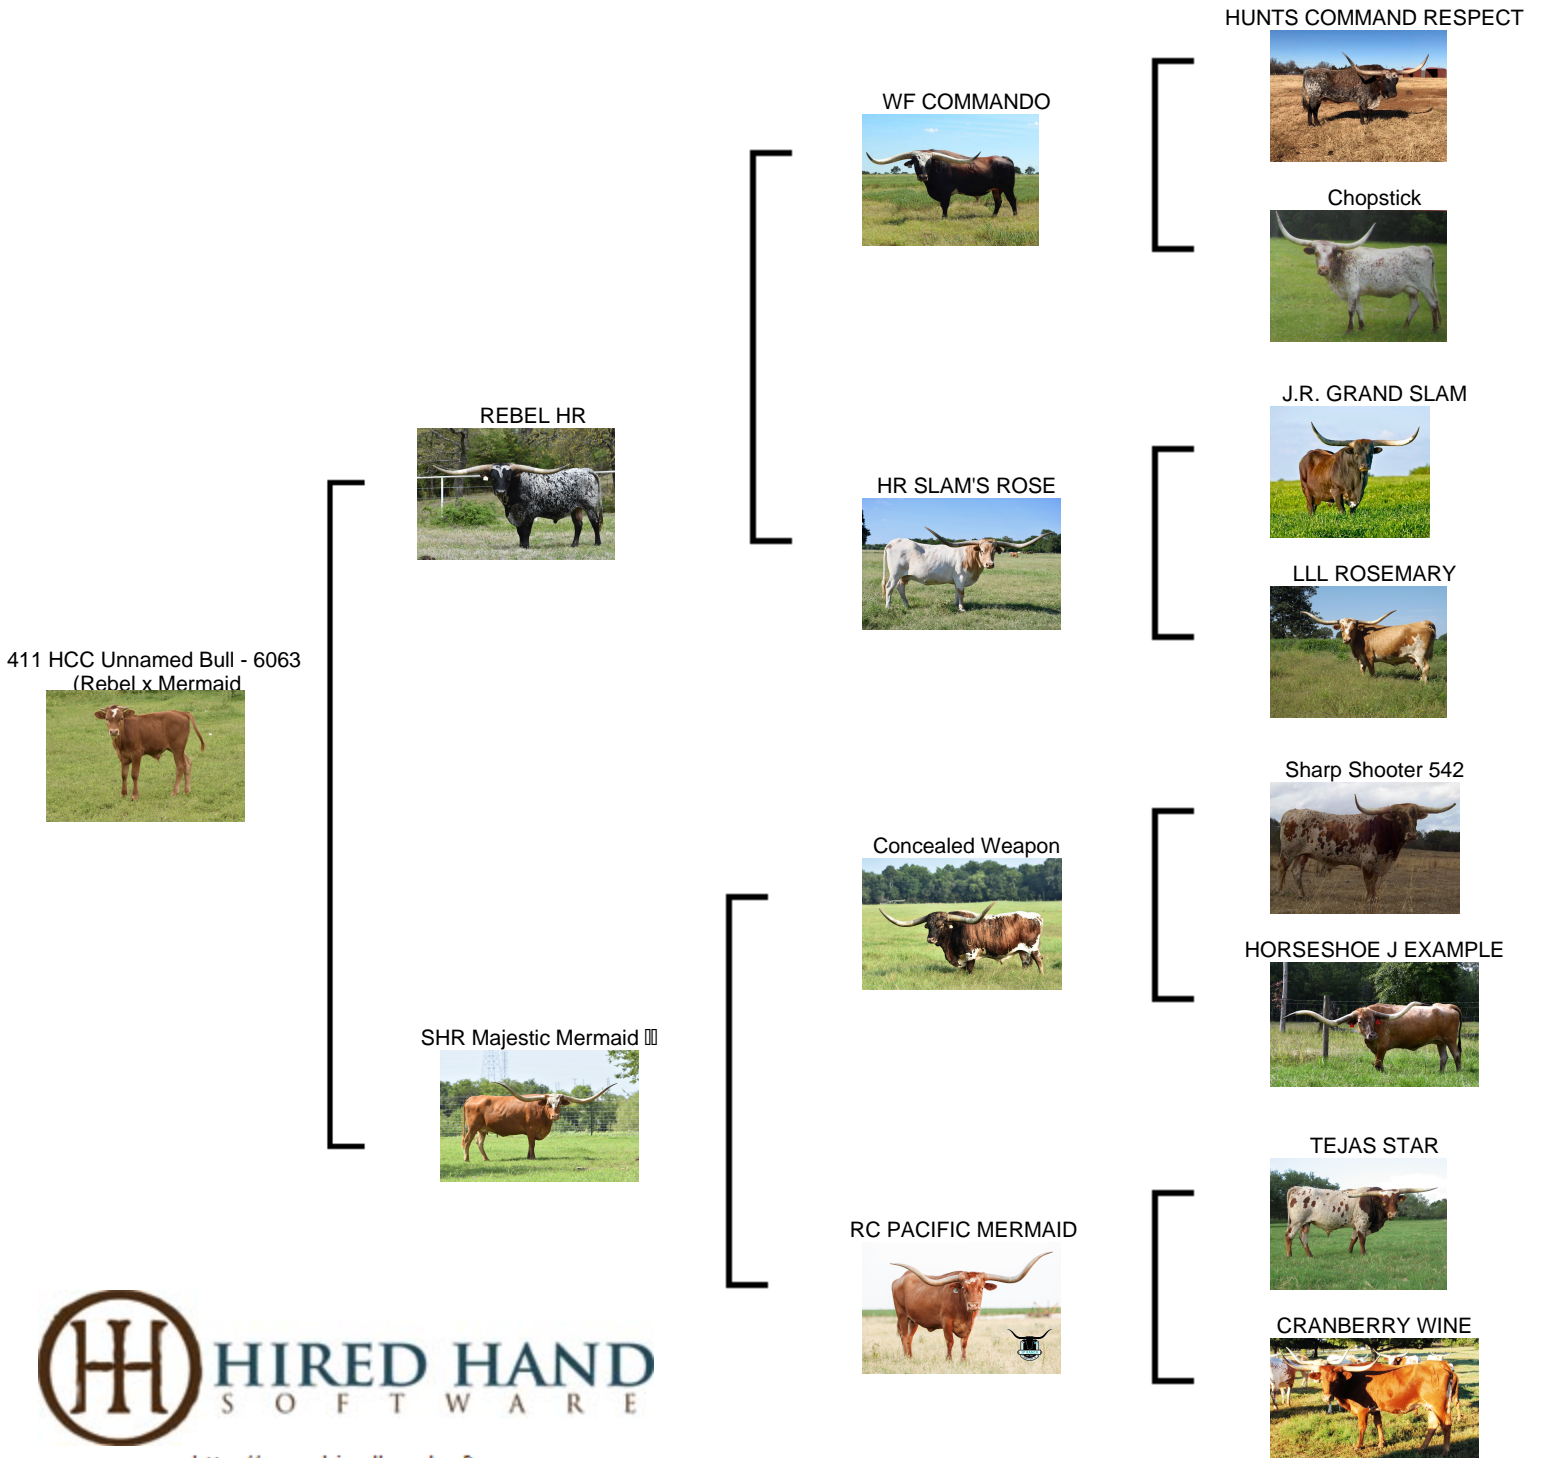 HUNTS COMMAND RESPECT
WF COMMANDO
Chopstick
J.R. GRAND SLAM
REBEL HR
HR SLAM'S ROSE
LLL ROSEMARY
411 HCC Unnamed Bull - 6063
(Rebel x Mermaid
Sharp Shooter 542
Concealed Weapon
HORSESHOE J EXAMPLE
SHR Majestic Mermaid
TEJAS STAR
RC PACIFIC MERMAID
CRANBERRY WINE
HIRED HAND
SOFTWARE